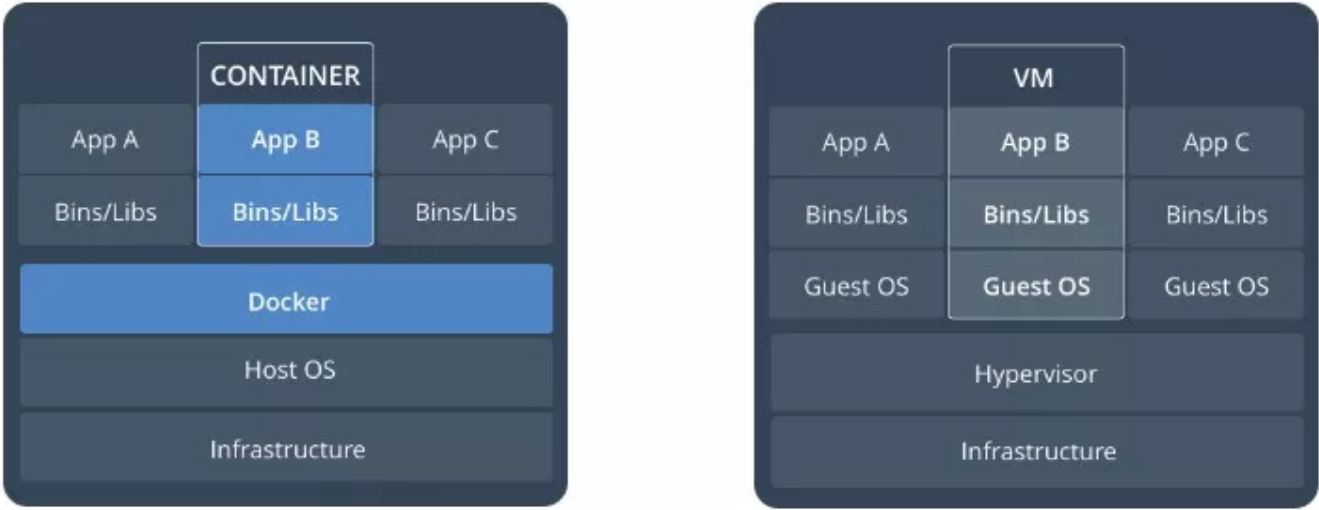 CONTAINER
App A App B App C
Bins/Libs Bins/Libs Bins/Libs
Docker
Host OS
Infrastructure
VM
App A App B App C
Bins/Libs Bins/Libs Bins/Libs
Guest OS Guest OS Guest OS
Hypervisor
Infrastructure